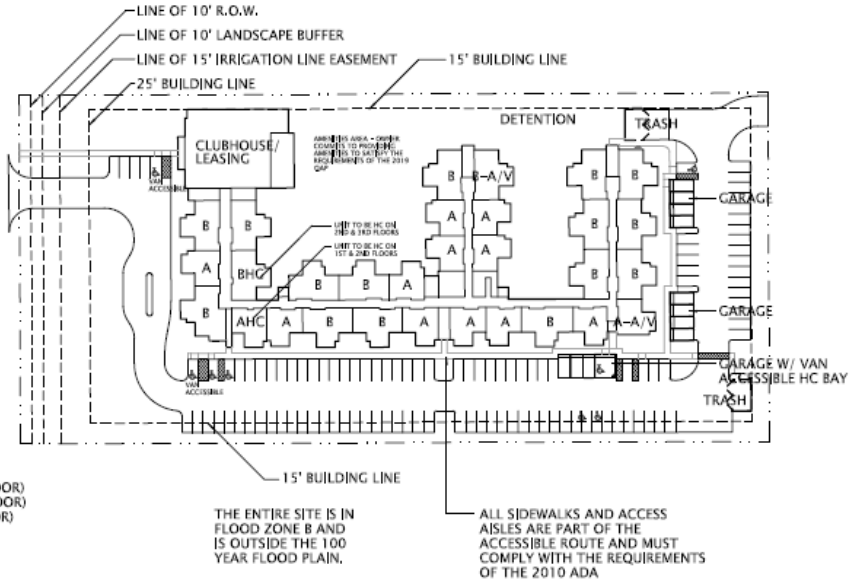 LINE OF 10' R.O.W.
LINE OF 10' LANDSCAPE BUFFER
LINE OF 15' IRRIGATION LINE EASEMENT
15' BUILDING LINE
25' BUILDING LINE
DETENTION
TRASH
CLUBHOUSE/
LEASING
AMENITIES AREA - OWNER
COMMITS TO PROVIDING
AMENITIES TO SATISFY THE
REQUIREMENTS OF THE 2019
QAP
VAN
ACCESSIBLE
B
B-A/V
B
B
GARAGE
B
B
A
A
B
B
UNIT TO BE HC ON
2ND & 3RD FLOORS
UNIT TO BE HC ON
1ST & 2ND FLOORS
A
BHC
A
A
B
B
B
B
A
B
AHC
A
B
B
A
A
A
B
A
A-A/V
GARAGE
GARAGE W/ VAN
ACCESSIBLE HC BAY
VAN
ACCESSIBLE
TRASH
15' BUILDING LINE
OOR)
OOR)
OR)
THE ENTIRE SITE IS IN
FLOOD ZONE B AND
IS OUTSIDE THE 100
YEAR FLOOD PLAIN.
ALL SIDEWALKS AND ACCESS
AISLES ARE PART OF THE
ACCESSIBLE ROUTE AND MUST
COMPLY WITH THE REQUIREMENTS
OF THE 2010 ADA